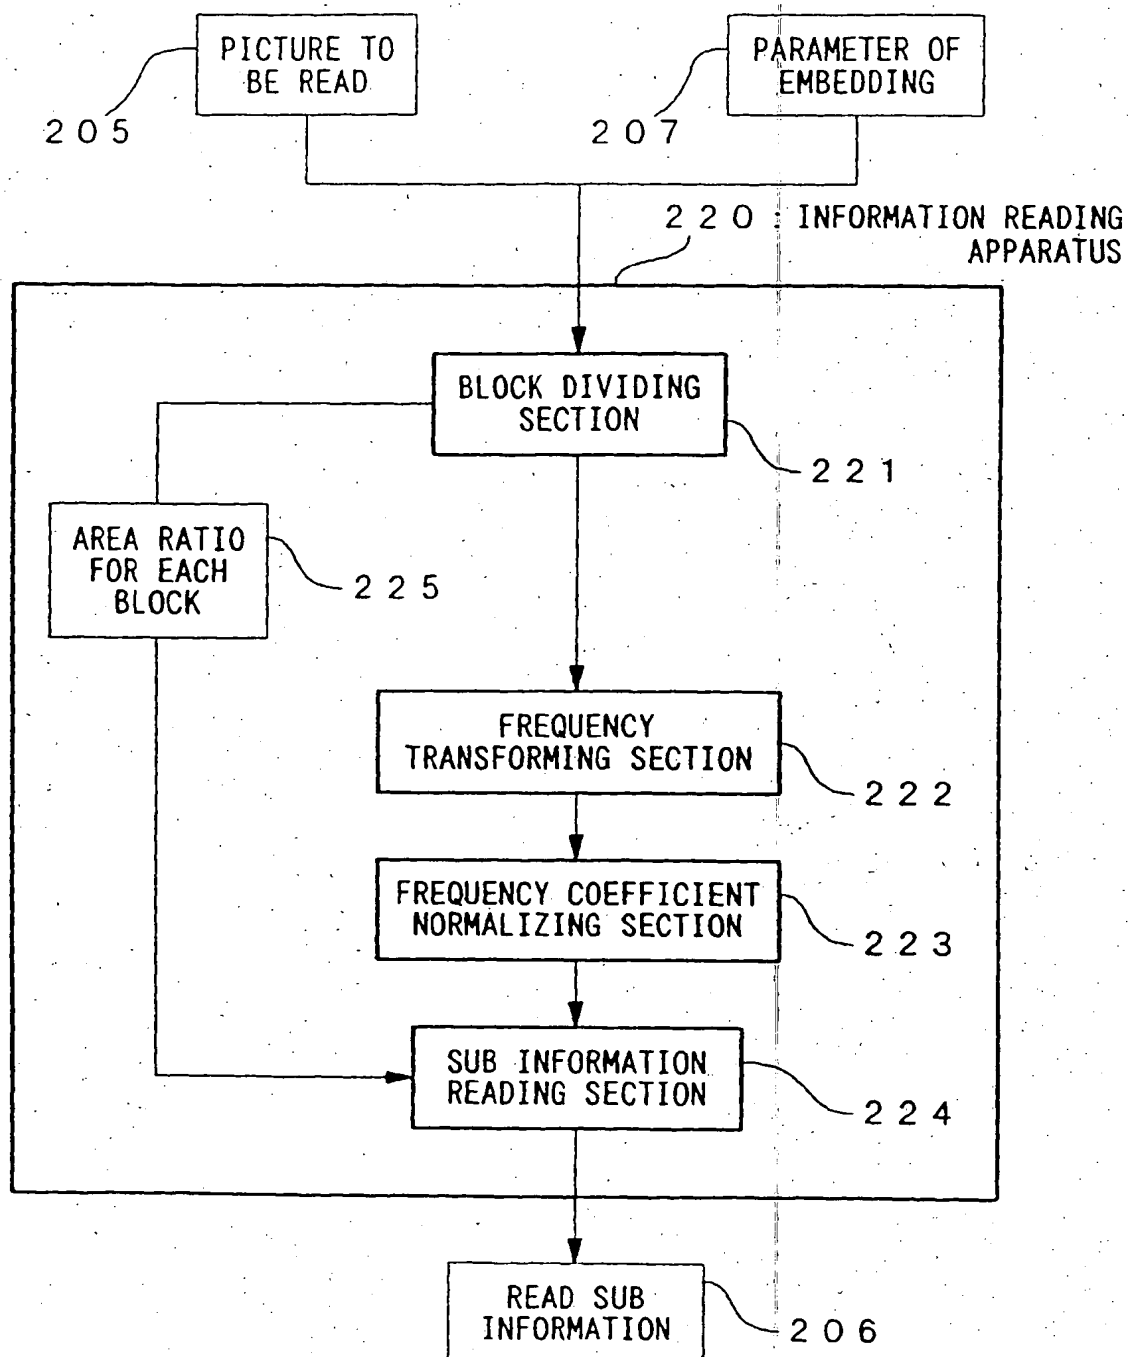 PICTURE TO
BE READ
205
PARAMETER OF
EMBEDDING
207
220 : INFORMATION READING
APPARATUS
BLOCK DIVIDING
SECTION
221
AREA RATIO
FOR EACH
BLOCK
225
FREQUENCY
TRANSFORMING SECTION
222
FREQUENCY COEFFICIENT
NORMALIZING SECTION
223
SUB INFORMATION
READING SECTION
224
READ SUB
INFORMATION
206